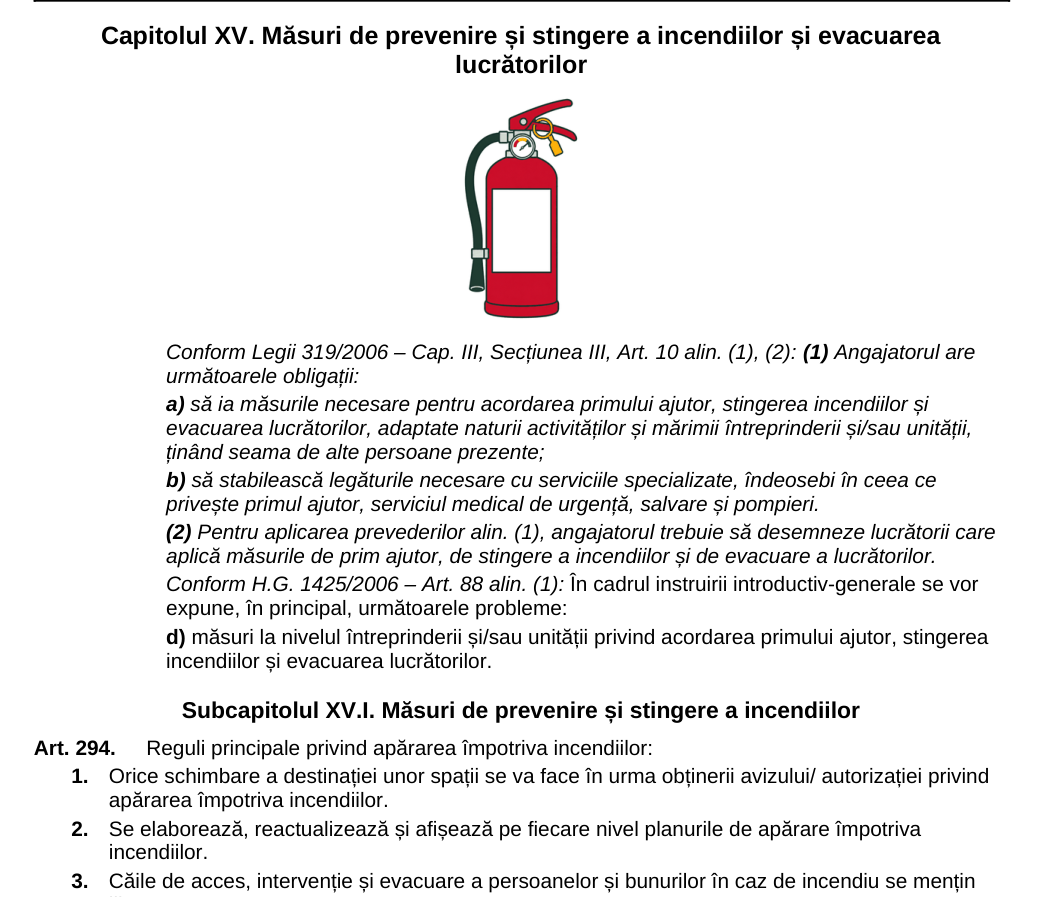 Capitolul XV. Măsuri de prevenire și stingere a incendiilor și evacuarea
lucrătorilor
Conform Legii 319/2006 – Cap. III, Secțiunea III, Art. 10 alin. (1), (2): (1) Angajatorul are
următoarele obligații:
a) să ia măsurile necesare pentru acordarea primului ajutor, stingerea incendiilor și
evacuarea lucrătorilor, adaptate naturii activităților și mărimii întreprinderii și/sau unității,
ținând seama de alte persoane prezente;
b) să stabilească legăturile necesare cu serviciile specializate, îndeosebi în ceea ce
privește primul ajutor, serviciul medical de urgență, salvare și pompieri.
(2) Pentru aplicarea prevederilor alin. (1), angajatorul trebuie să desemneze lucrătorii care
aplică măsurile de prim ajutor, de stingere a incendiilor și de evacuare a lucrătorilor.
Conform H.G. 1425/2006 – Art. 88 alin. (1): În cadrul instruirii introductiv-generale se vor
expune, în principal, următoarele probleme:
d) măsuri la nivelul întreprinderii și/sau unității privind acordarea primului ajutor, stingerea
incendiilor și evacuarea lucrătorilor.
Subcapitolul XV.I. Măsuri de prevenire și stingere a incendiilor
Art. 294. Reguli principale privind apărarea împotriva incendiilor:
1. Orice schimbare a destinației unor spații se va face în urma obținerii avizului/ autorizației privind
apărarea împotriva incendiilor.
2. Se elaborează, reactualizează și afișează pe fiecare nivel planurile de apărare împotriva
incendiilor.
3. Căile de acces, intervenție și evacuare a persoanelor și bunurilor în caz de incendiu se mențin